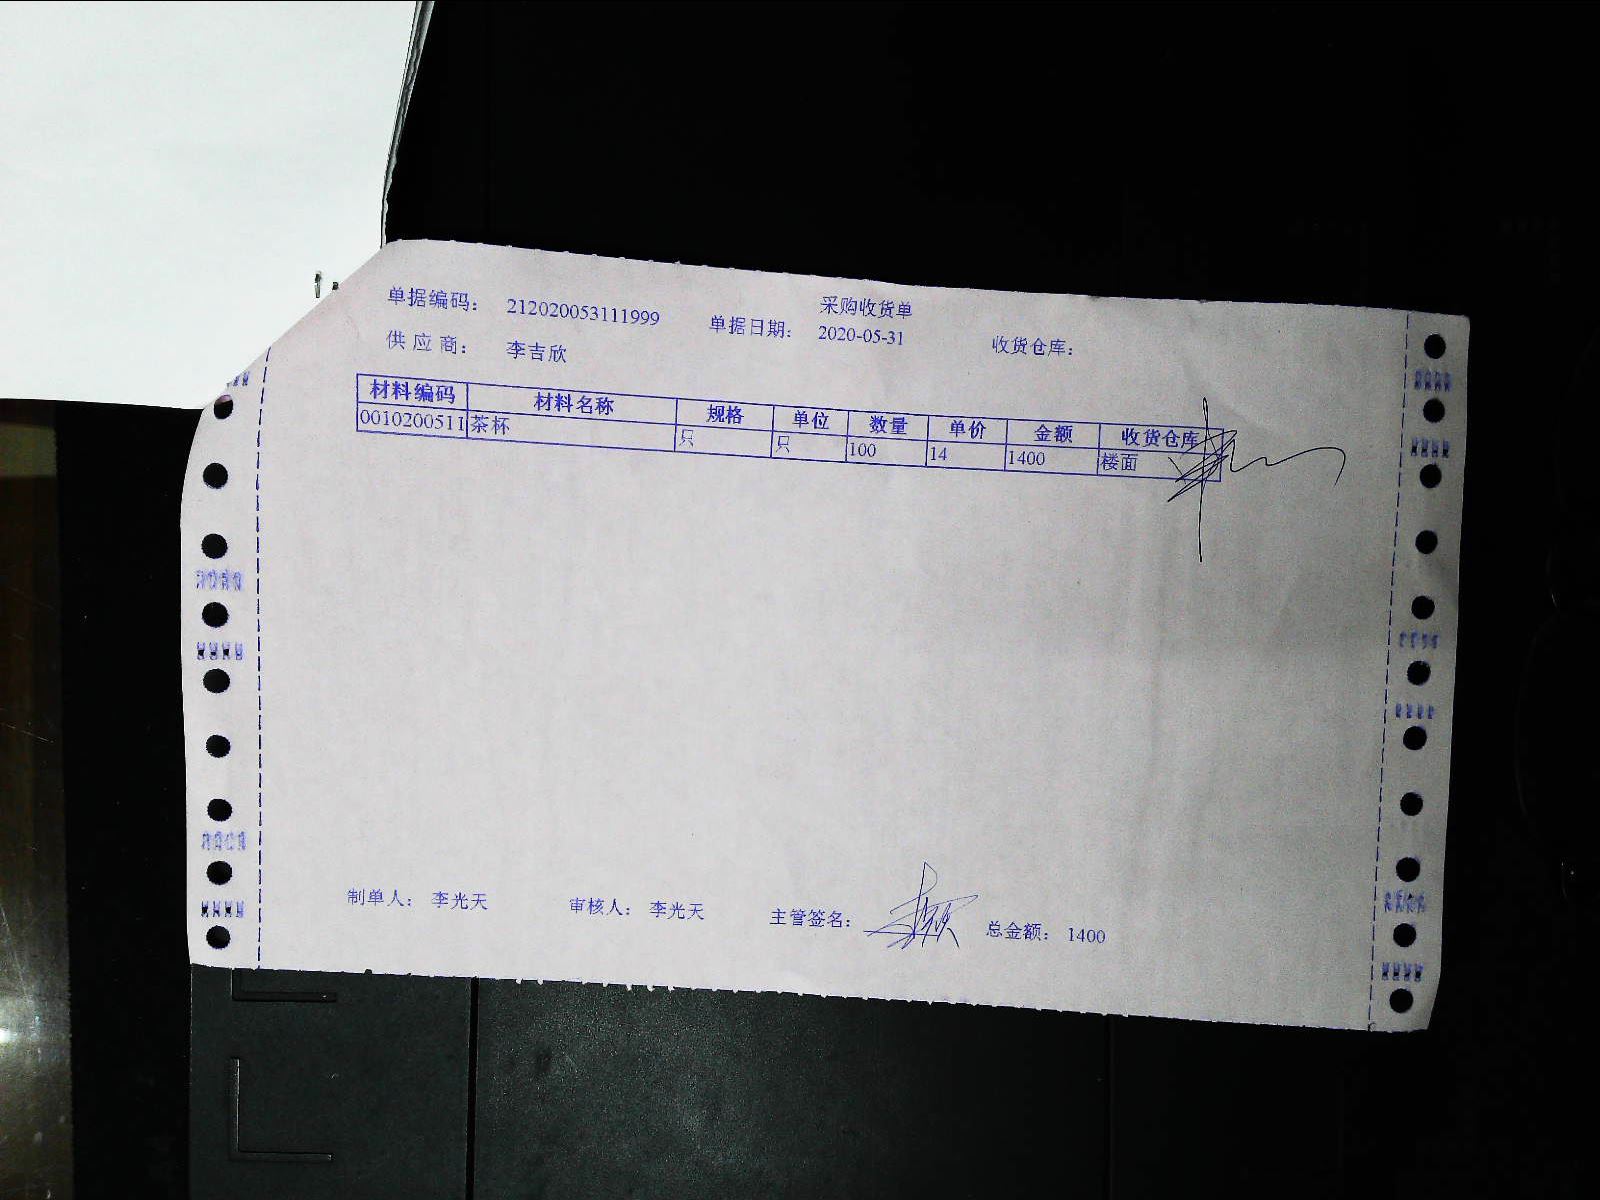 采购收货单
单据编码： 212020053111999 单据日期： 2020-05-31 收货仓库：
供 应 商： 李吉欣
材料编码 材料名称 规格 单位 数量 单价 金额 收货仓库
0010200511 茶杯 只 只 100 14 1400 楼面
制单人： 李光天 审核人： 李光天 主管签名： 总金额： 1400